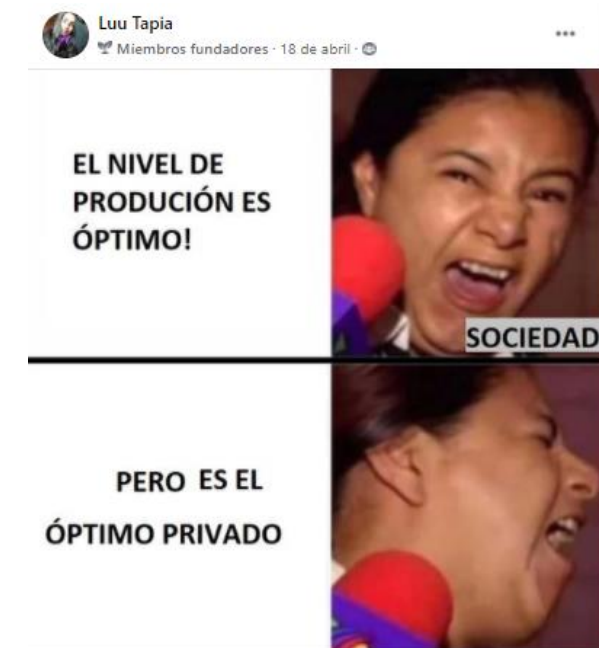 Luu Tapia
Miembros fundadores · 18 de abril ·
EL NIVEL DE
PRODUCIÓN ES
ÓPTIMO!
SOCIEDAD
PERO ES EL
ÓPTIMO PRIVADO